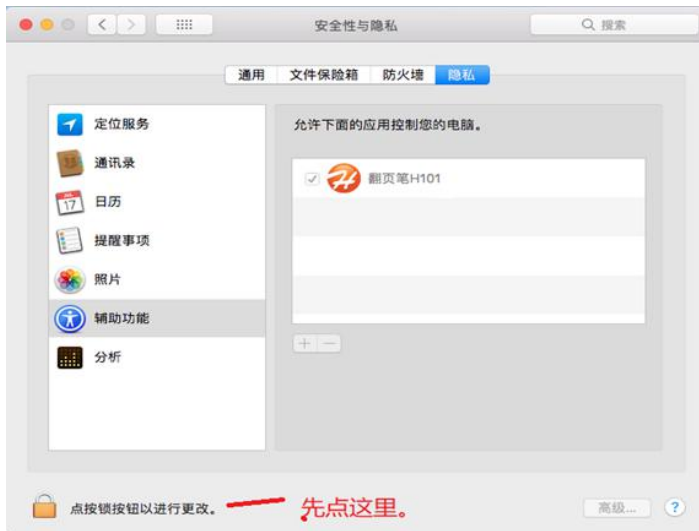 安全性与隐私
搜索
通用 文件保险箱 防火墙 隐私
定位服务
通讯录
17 日历
提醒事项
照片
辅助功能
分析
允许下面的应用控制您的电脑。
H 翻页笔H101
+ −
点按锁按钮以进行更改。 先点这里。
高级... ?